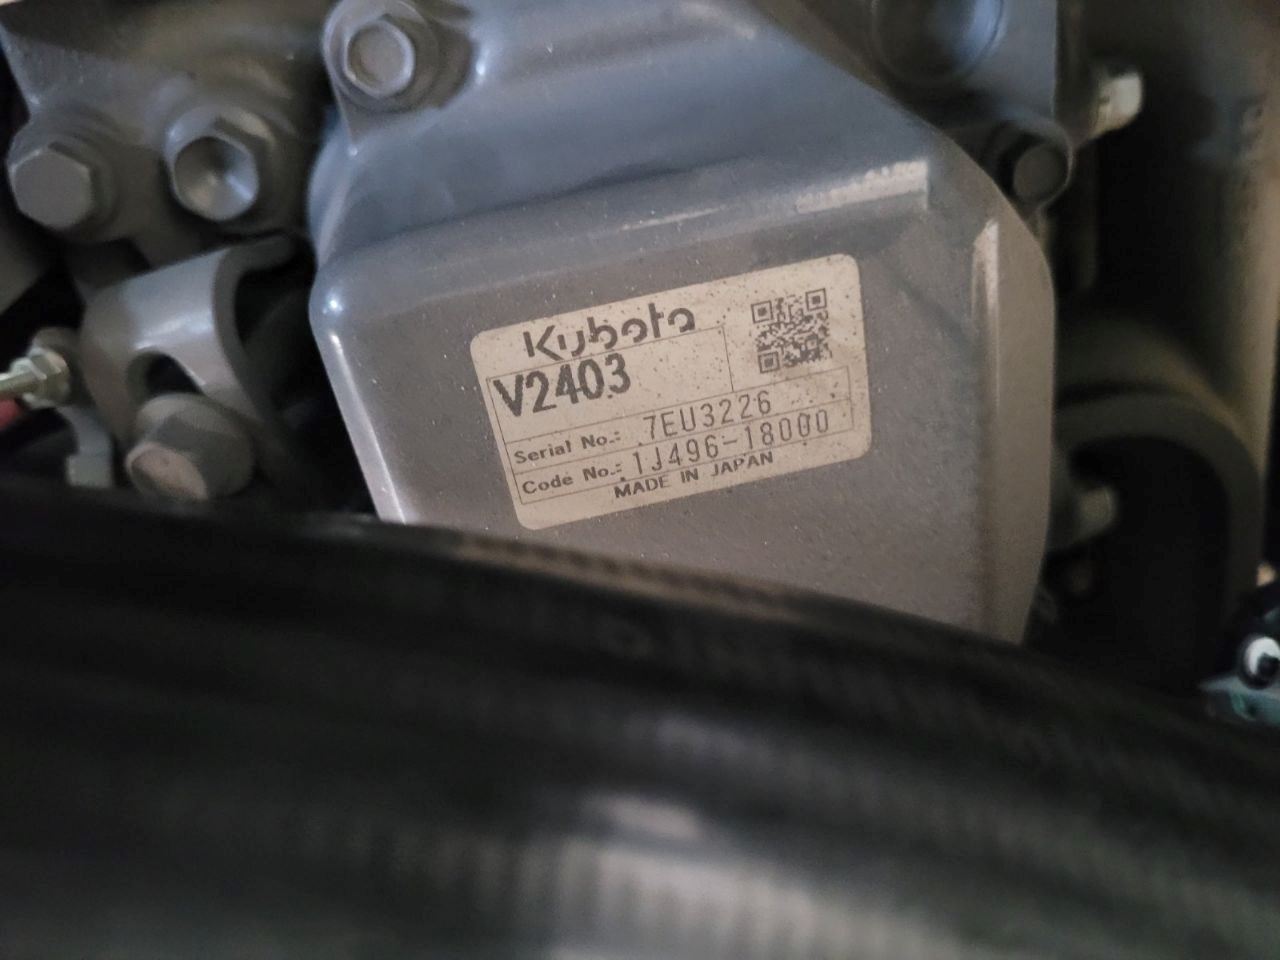 Kubota
V2403
Serial No.: 7EU3226
Code No.: 1J496-18000
MADE IN JAPAN